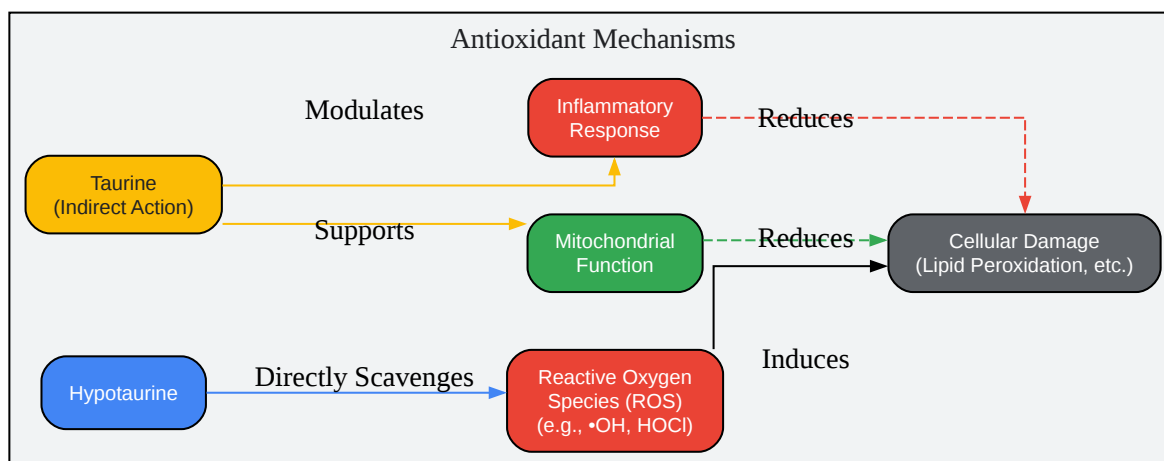 Antioxidant Mechanisms
Modulates
Inflammatory
Response
Reduces
Taurine
(Indirect Action)
Supports
Mitochondrial
Function
Reduces
Cellular Damage
(Lipid Peroxidation, etc.)
Hypotaurine
Directly Scavenges
Reactive Oxygen
Species (ROS)
(e.g., •OH, HOCl)
Induces